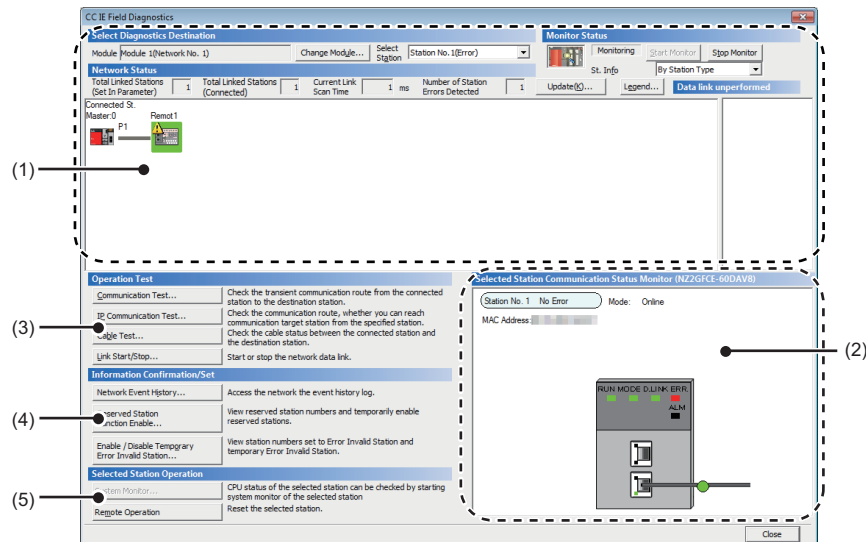 CC IE Field Diagnostics
Select Diagnostics Destination
Monitor Status
Module Module 1(Network No. 1)
Change Module...
Select Station
Station No.1(Error)
Monitoring
Start Monitor
Stop Monitor
St. Info
By Station Type
Network Status
Total Linked Stations (Set In Parameter) 1
Total Linked Stations (Connected) 1
Current Link Scan Time 1 ms
Number of Station Errors Detected 1
Update(K)...
Legend...
Data link unperformed
Connected St.
Master:0
Remot1
P1
(1)
Operation Test
Communication Test...
Check the transient communication route from the connected
station to the destination station.
IP Communication Test...
Check the communication route, whether you can reach
communication target station from the specified station.
(3)
Cable Test...
Check the cable status between the connected station and
the destination station.
Link Start/Stop...
Start or stop the network data link.
Information Confirmation/Set
Network Event History...
Access the network the event history log.
(4)
Reserved Station
Function Enable...
View reserved station numbers and temporarily enable
reserved stations.
Enable / Disable Temporary
Error Invalid Station...
View station numbers set to Error Invalid Station and
temporary Error Invalid Station.
Selected Station Operation
(5)
System Monitor...
CPU status of the selected station can be checked by starting
system monitor of the selected station
Remote Operation
Reset the selected station.
Selected Station Communication Status Monitor (NZ2GFCE-60DAV8)
Station No. 1 No Error
Mode: Online
MAC Address:
(2)
RUN MODE D.LINK ERR.
ALM
Close